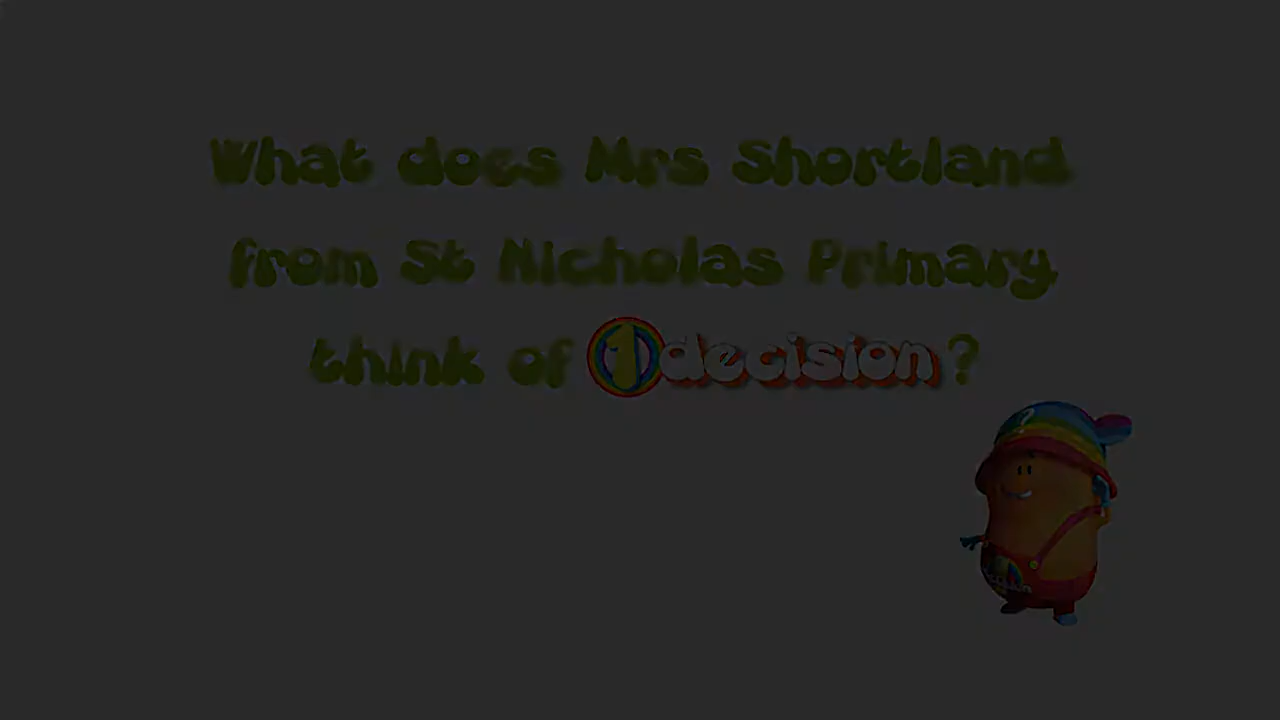 What does Mrs Shortland
from St Nicholas Primary
think of 1decision?